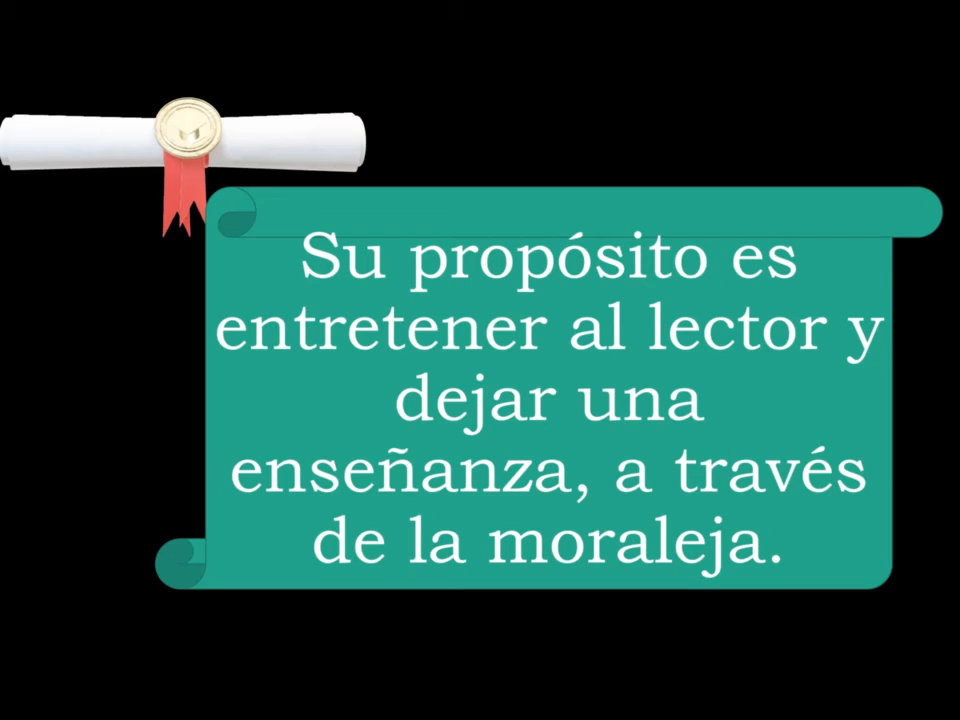 Su propósito es
entretener al lector y
dejar una
enseñanza, a través
de la moraleja.